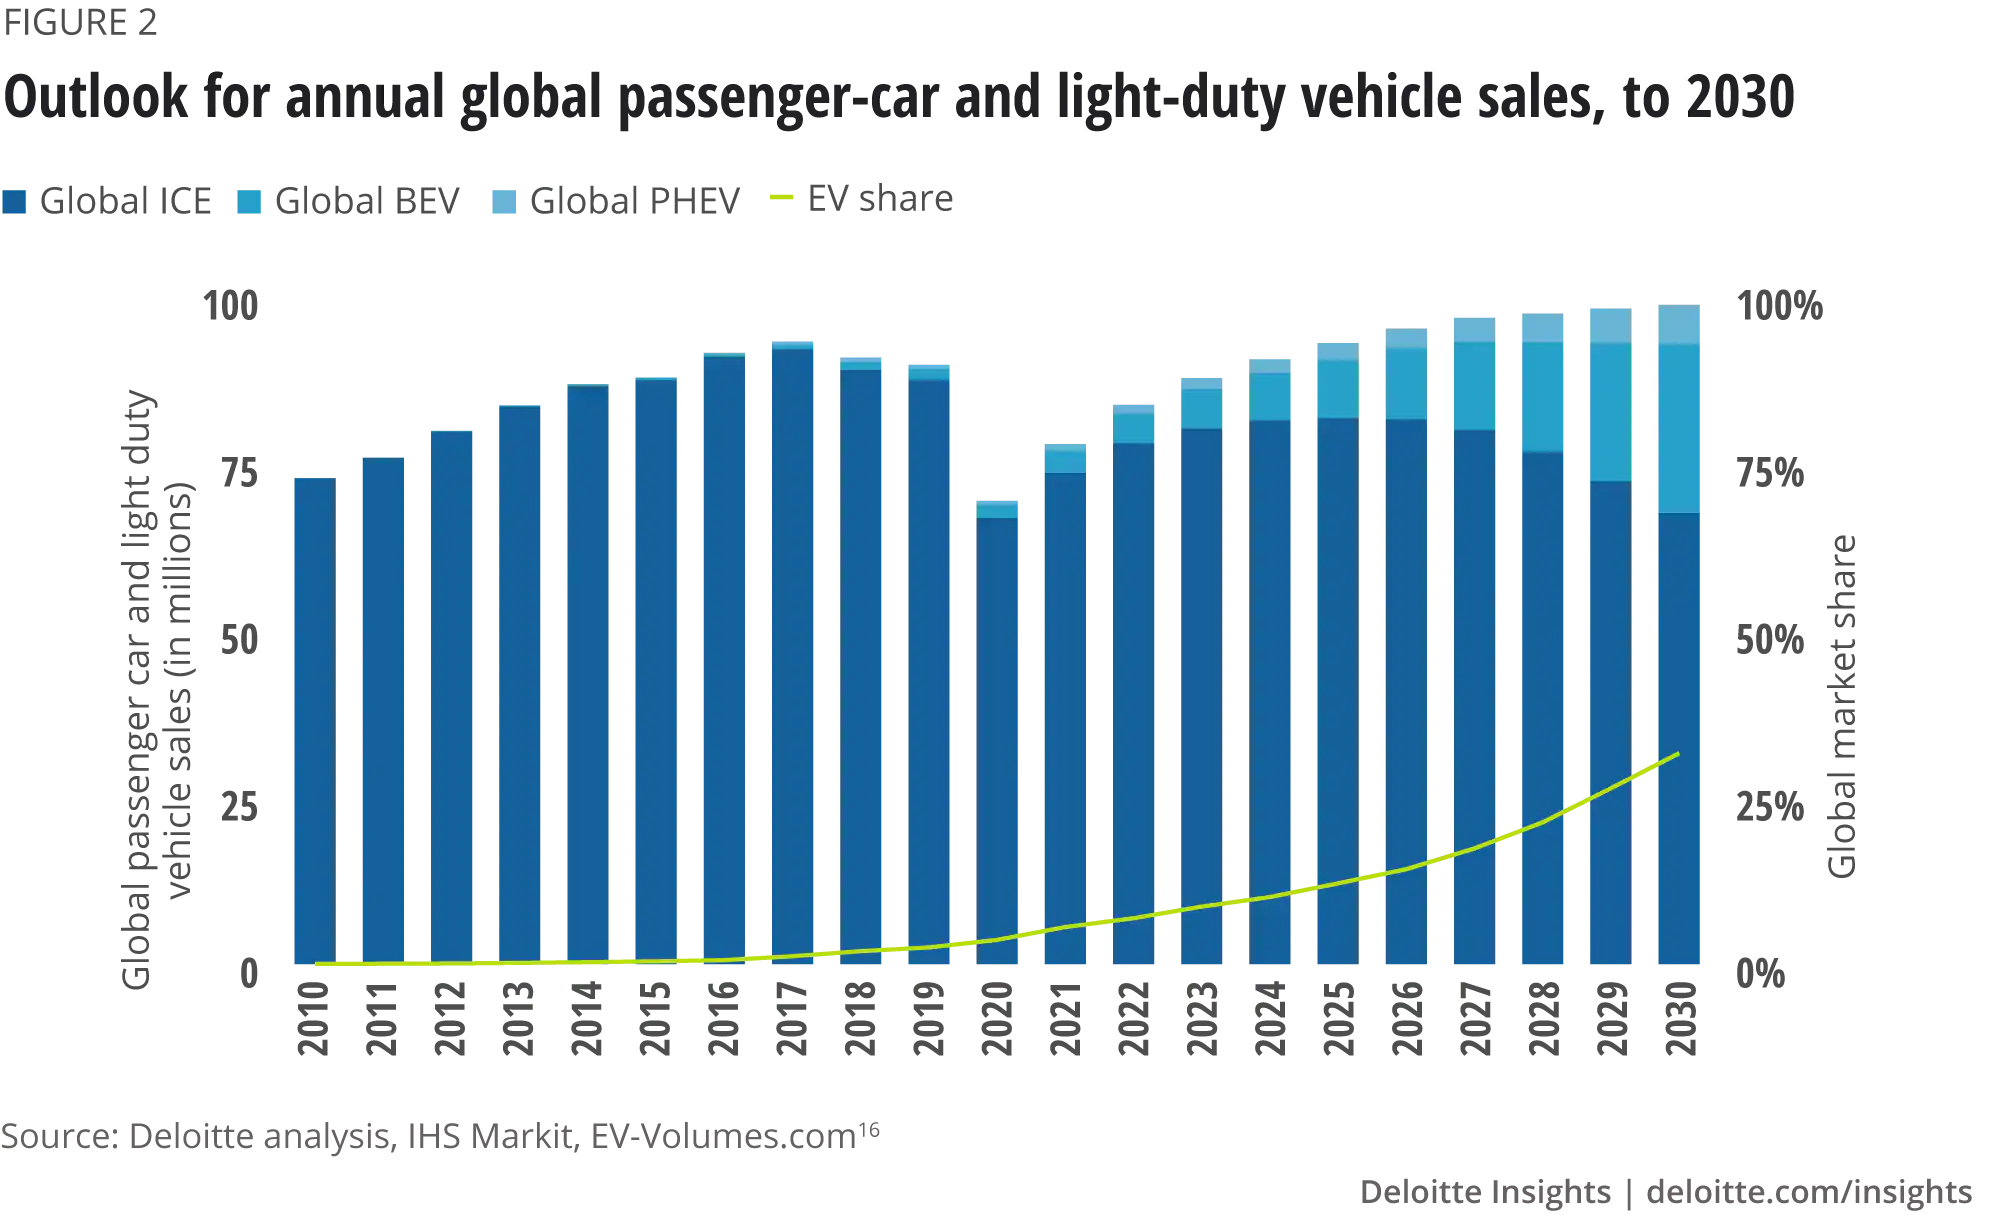 FIGURE 2
Outlook for annual global passenger-car and light-duty vehicle sales, to 2030
Global ICE Global BEV Global PHEV EV share
Global passenger car and light duty
vehicle sales (in millions)
100
75
50
25
0
100%
75%
50%
25%
0%
Global market share
2010 2011 2012 2013 2014 2015 2016 2017 2018 2019 2020 2021 2022 2023 2024 2025 2026 2027 2028 2029 2030
Source: Deloitte analysis, IHS Markit, EV-Volumes.com¹⁶
Deloitte Insights | deloitte.com/insights